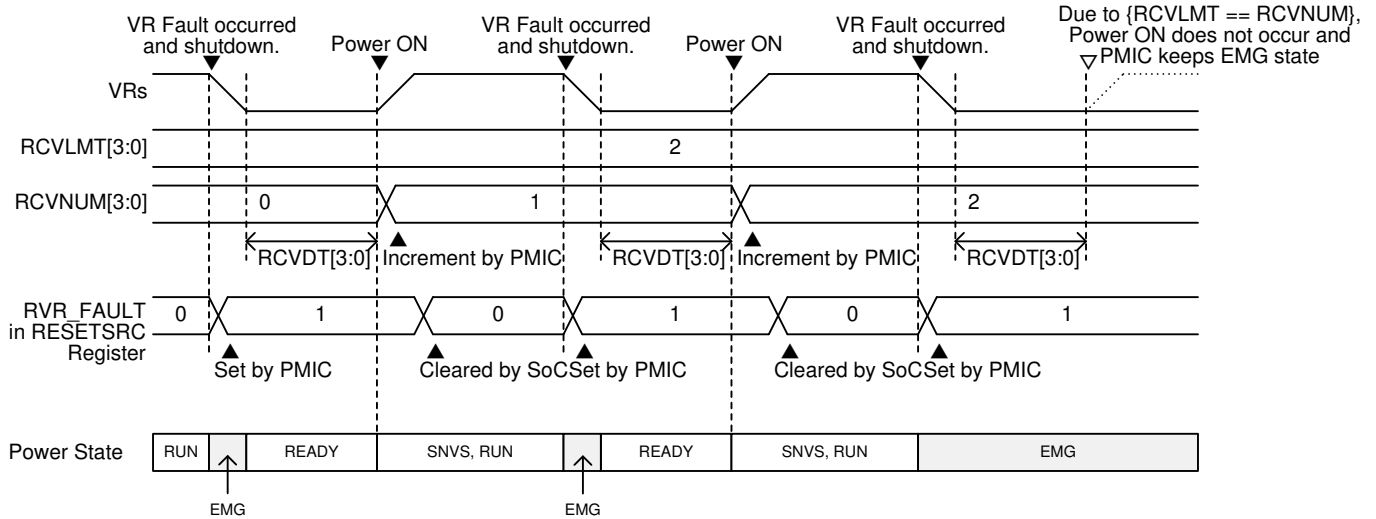 VR Fault occurred
and shutdown.
Power ON
VR Fault occurred
and shutdown.
Power ON
VR Fault occurred
and shutdown.
Due to {RCVLMT == RCVNUM},
Power ON does not occur and
PMIC keeps EMG state
VRs
RCVLMT[3:0]
2
RCVNUM[3:0]
0
1
2
RCVDT[3:0]
Increment by PMIC
RCVDT[3:0]
Increment by PMIC
RCVDT[3:0]
RVR_FAULT
in RESETSRC
Register
0
1
0
1
0
1
Set by PMIC
Cleared by SoC
Set by PMIC
Cleared by SoC
Set by PMIC
Power State
RUN
READY
SNVS, RUN
READY
SNVS, RUN
EMG
EMG
EMG